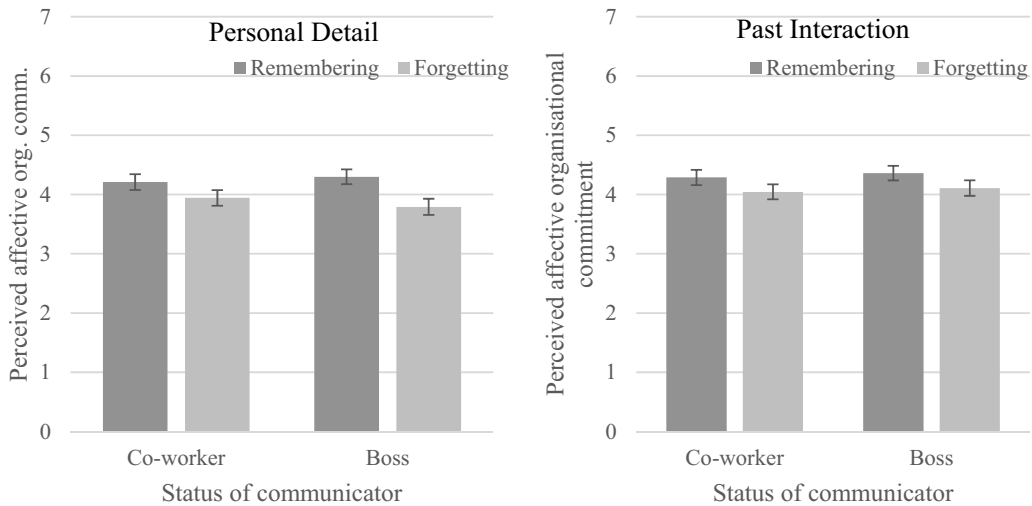 Personal Detail
Remembering Forgetting
Perceived affective org. comm.
7
6
5
4
3
2
1
0
Co-worker Boss
Status of communicator
Past Interaction
Remembering Forgetting
Perceived affective organisational
commitment
7
6
5
4
3
2
1
0
Co-worker Boss
Status of communicator